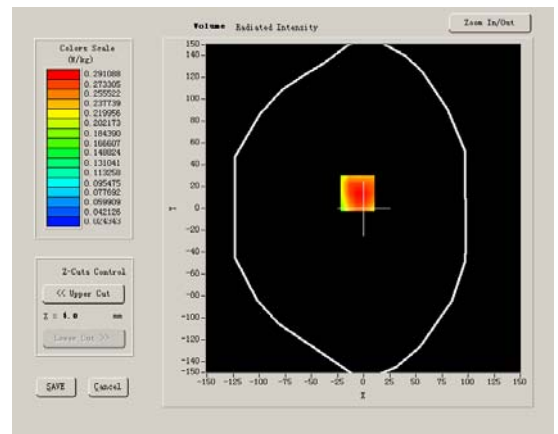 Volume Radiated Intensity
Zoom In/Out
Colors Scale
(W/kg)
0.291088
0.273305
0.255522
0.237739
0.219956
0.202173
0.184390
0.166607
0.148824
0.131041
0.113258
0.095475
0.077692
0.059909
0.042126
0.024343
Z-Cuts Control
<< Upper Cut
Z = 4.0 mm
Lower Cut >>
SAVE
Cancel
150
140
120
100
80
60
40
20
0
-20
-40
-60
-80
-100
-120
-140
-150
Y
-150 -125 -100 -75 -50 -25 0 25 50 75 100 125 150
X